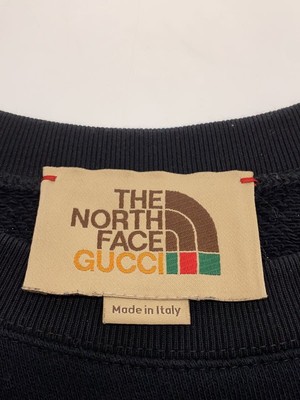 THE
NORTH
FACE
GUCCI
Made in Italy